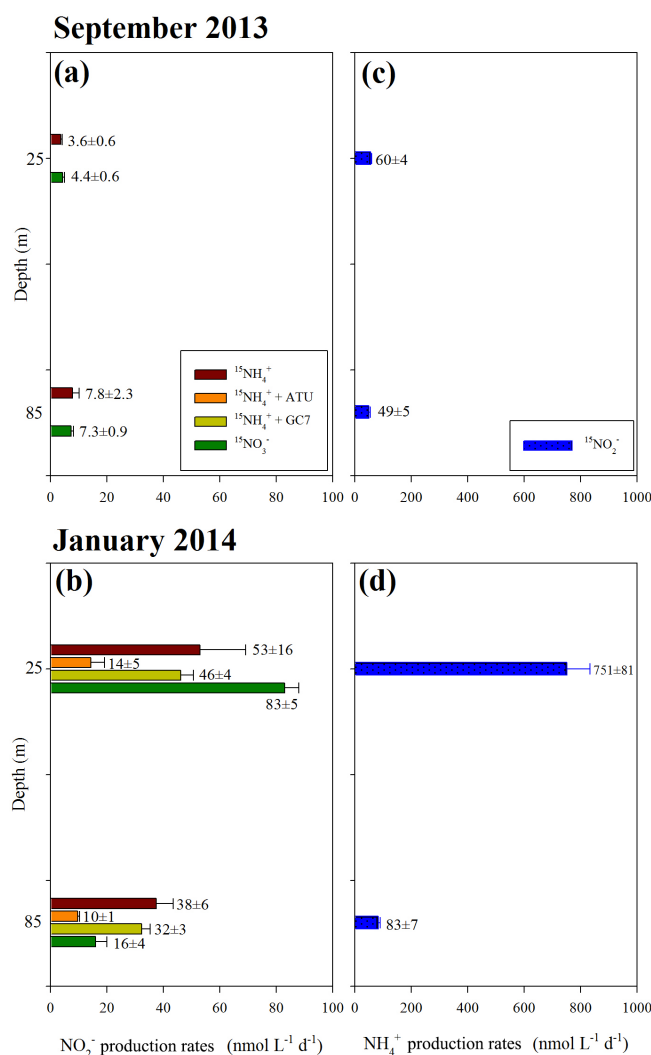 September 2013
(a)
3.6±0.6
25
4.4±0.6
Depth (m)
7.8±2.3
85
7.3±0.9
¹⁵NH₄⁺
¹⁵NH₄⁺ + ATU
¹⁵NH₄⁺ + GC7
¹⁵NO₃⁻
0 20 40 60 80 100
(c)
60±4
49±5
¹⁵NO₂⁻
0 200 400 600 800 1000
January 2014
(b)
53±16
25
14±5
46±4
83±5
Depth (m)
38±6
85
10±1
32±3
16±4
0 20 40 60 80 100
NO₂⁻ production rates (nmol L⁻¹ d⁻¹)
(d)
751±81
83±7
0 200 400 600 800 1000
NH₄⁺ production rates (nmol L⁻¹ d⁻¹)